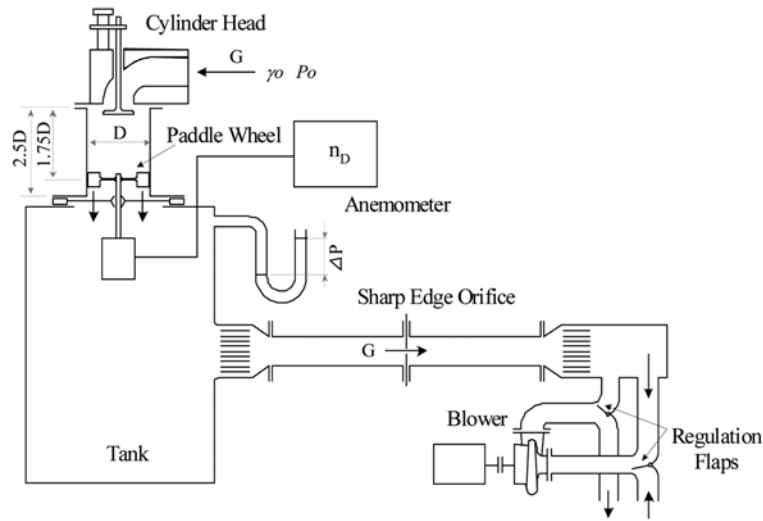 Cylinder Head
G
γo Po
2.5D
1.75D
D
Paddle Wheel
n_D
Anemometer
ΔP
Sharp Edge Orifice
G
Blower
Regulation
Flaps
Tank